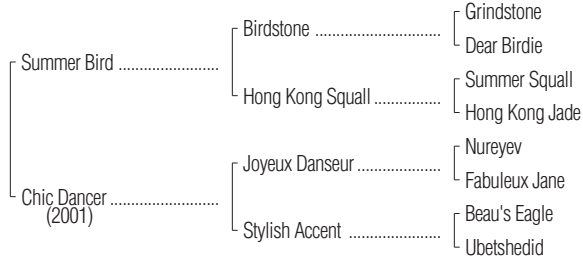 Grindstone
Birdstone ........................................
Dear Birdie
Summer Bird ................................
Summer Squall
Hong Kong Squall .....................
Hong Kong Jade
Nureyev
Joyeux Danseur ..........................
Fabuleux Jane
Chic Dancer ..................................
(2001)
Beau's Eagle
Stylish Accent .............................
Ubetshedid